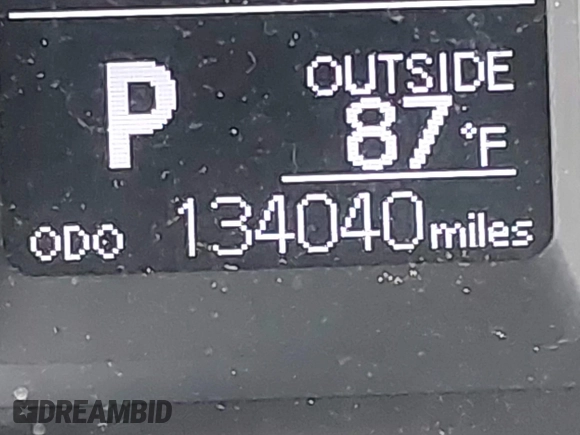 P
OUTSIDE
87°F
ODO 134040 miles
DREAMBID